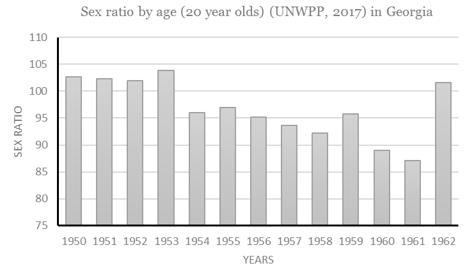 Sex ratio by age (20 year olds) (UNWPP, 2017) in Georgia
110
105
100
95
90
85
80
75
SEX RATIO
1950 1951 1952 1953 1954 1955 1956 1957 1958 1959 1960 1961 1962
YEARS